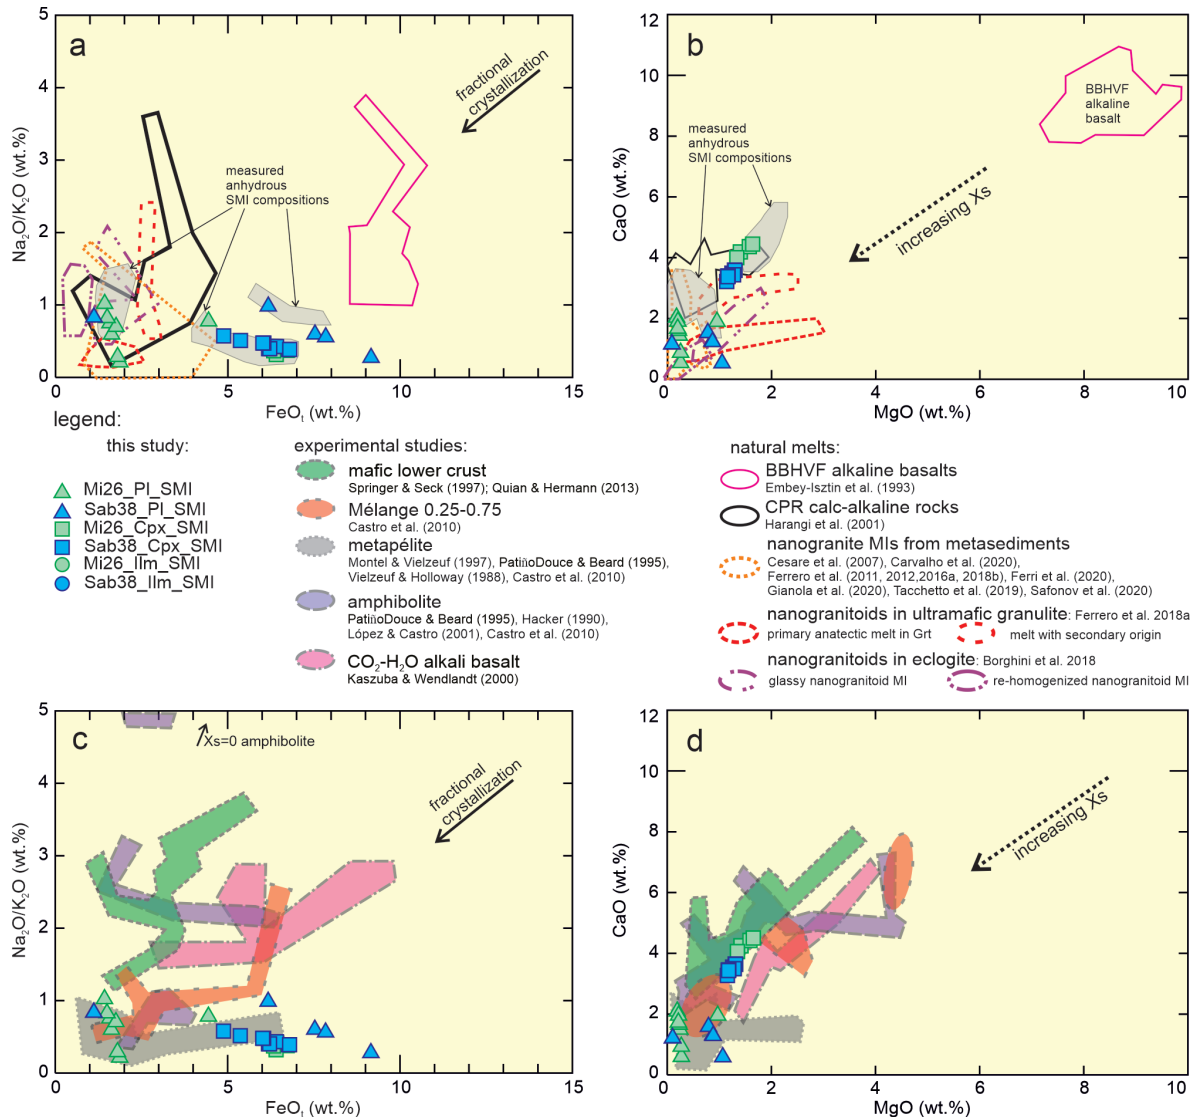 a
fractional
crystallization
measured
anhydrous
SMI compositions
Na₂O/K₂O (wt.%)
5
4
3
2
1
0
0
5
10
15
FeOₜ (wt.%)
b
BBHVF
alkaline
basalt
measured
anhydrous
SMI compositions
increasing Xs
CaO (wt.%)
12
10
8
6
4
2
0
0
2
4
6
8
10
MgO (wt.%)
legend:
this study:
Mi26_Pl_SMI
Sab38_Pl_SMI
Mi26_Cpx_SMI
Sab38_Cpx_SMI
Mi26_Ilm_SMI
Sab38_Ilm_SMI
experimental studies:
mafic lower crust
Springer & Seck (1997); Quian & Hermann (2013)
Mélange 0.25-0.75
Castro et al. (2010)
metapélite
Montel & Vielzeuf (1997), PatiñoDouce & Beard (1995),
Vielzeuf & Holloway (1988), Castro et al. (2010)
amphibolite
PatiñoDouce & Beard (1995), Hacker (1990),
López & Castro (2001), Castro et al. (2010)
CO₂-H₂O alkali basalt
Kaszuba & Wendlandt (2000)
natural melts:
BBHVF alkaline basalts
Embey-Isztin et al. (1993)
CPR calc-alkaline rocks
Harangi et al. (2001)
nanogranite MIs from metasediments
Cesare et al. (2007), Carvalho et al. (2020),
Ferrero et al. (2011, 2012,2016a, 2018b), Ferri et al. (2020),
Gianola et al. (2020), Tacchetto et al. (2019), Safonov et al. (2020)
nanogranitoids in ultramafic granulite: Ferrero et al. 2018a
primary anatectic melt in Grt
melt with secondary origin
nanogranitoids in eclogite: Borghini et al. 2018
glassy nanogranitoid MI
re-homogenized nanogranitoid MI
c
Xs=0 amphibolite
fractional
crystallization
Na₂O/K₂O (wt.%)
5
4
3
2
1
0
0
5
10
15
FeOₜ (wt.%)
d
increasing Xs
CaO (wt.%)
12
10
8
6
4
2
0
0
2
4
6
8
10
MgO (wt.%)